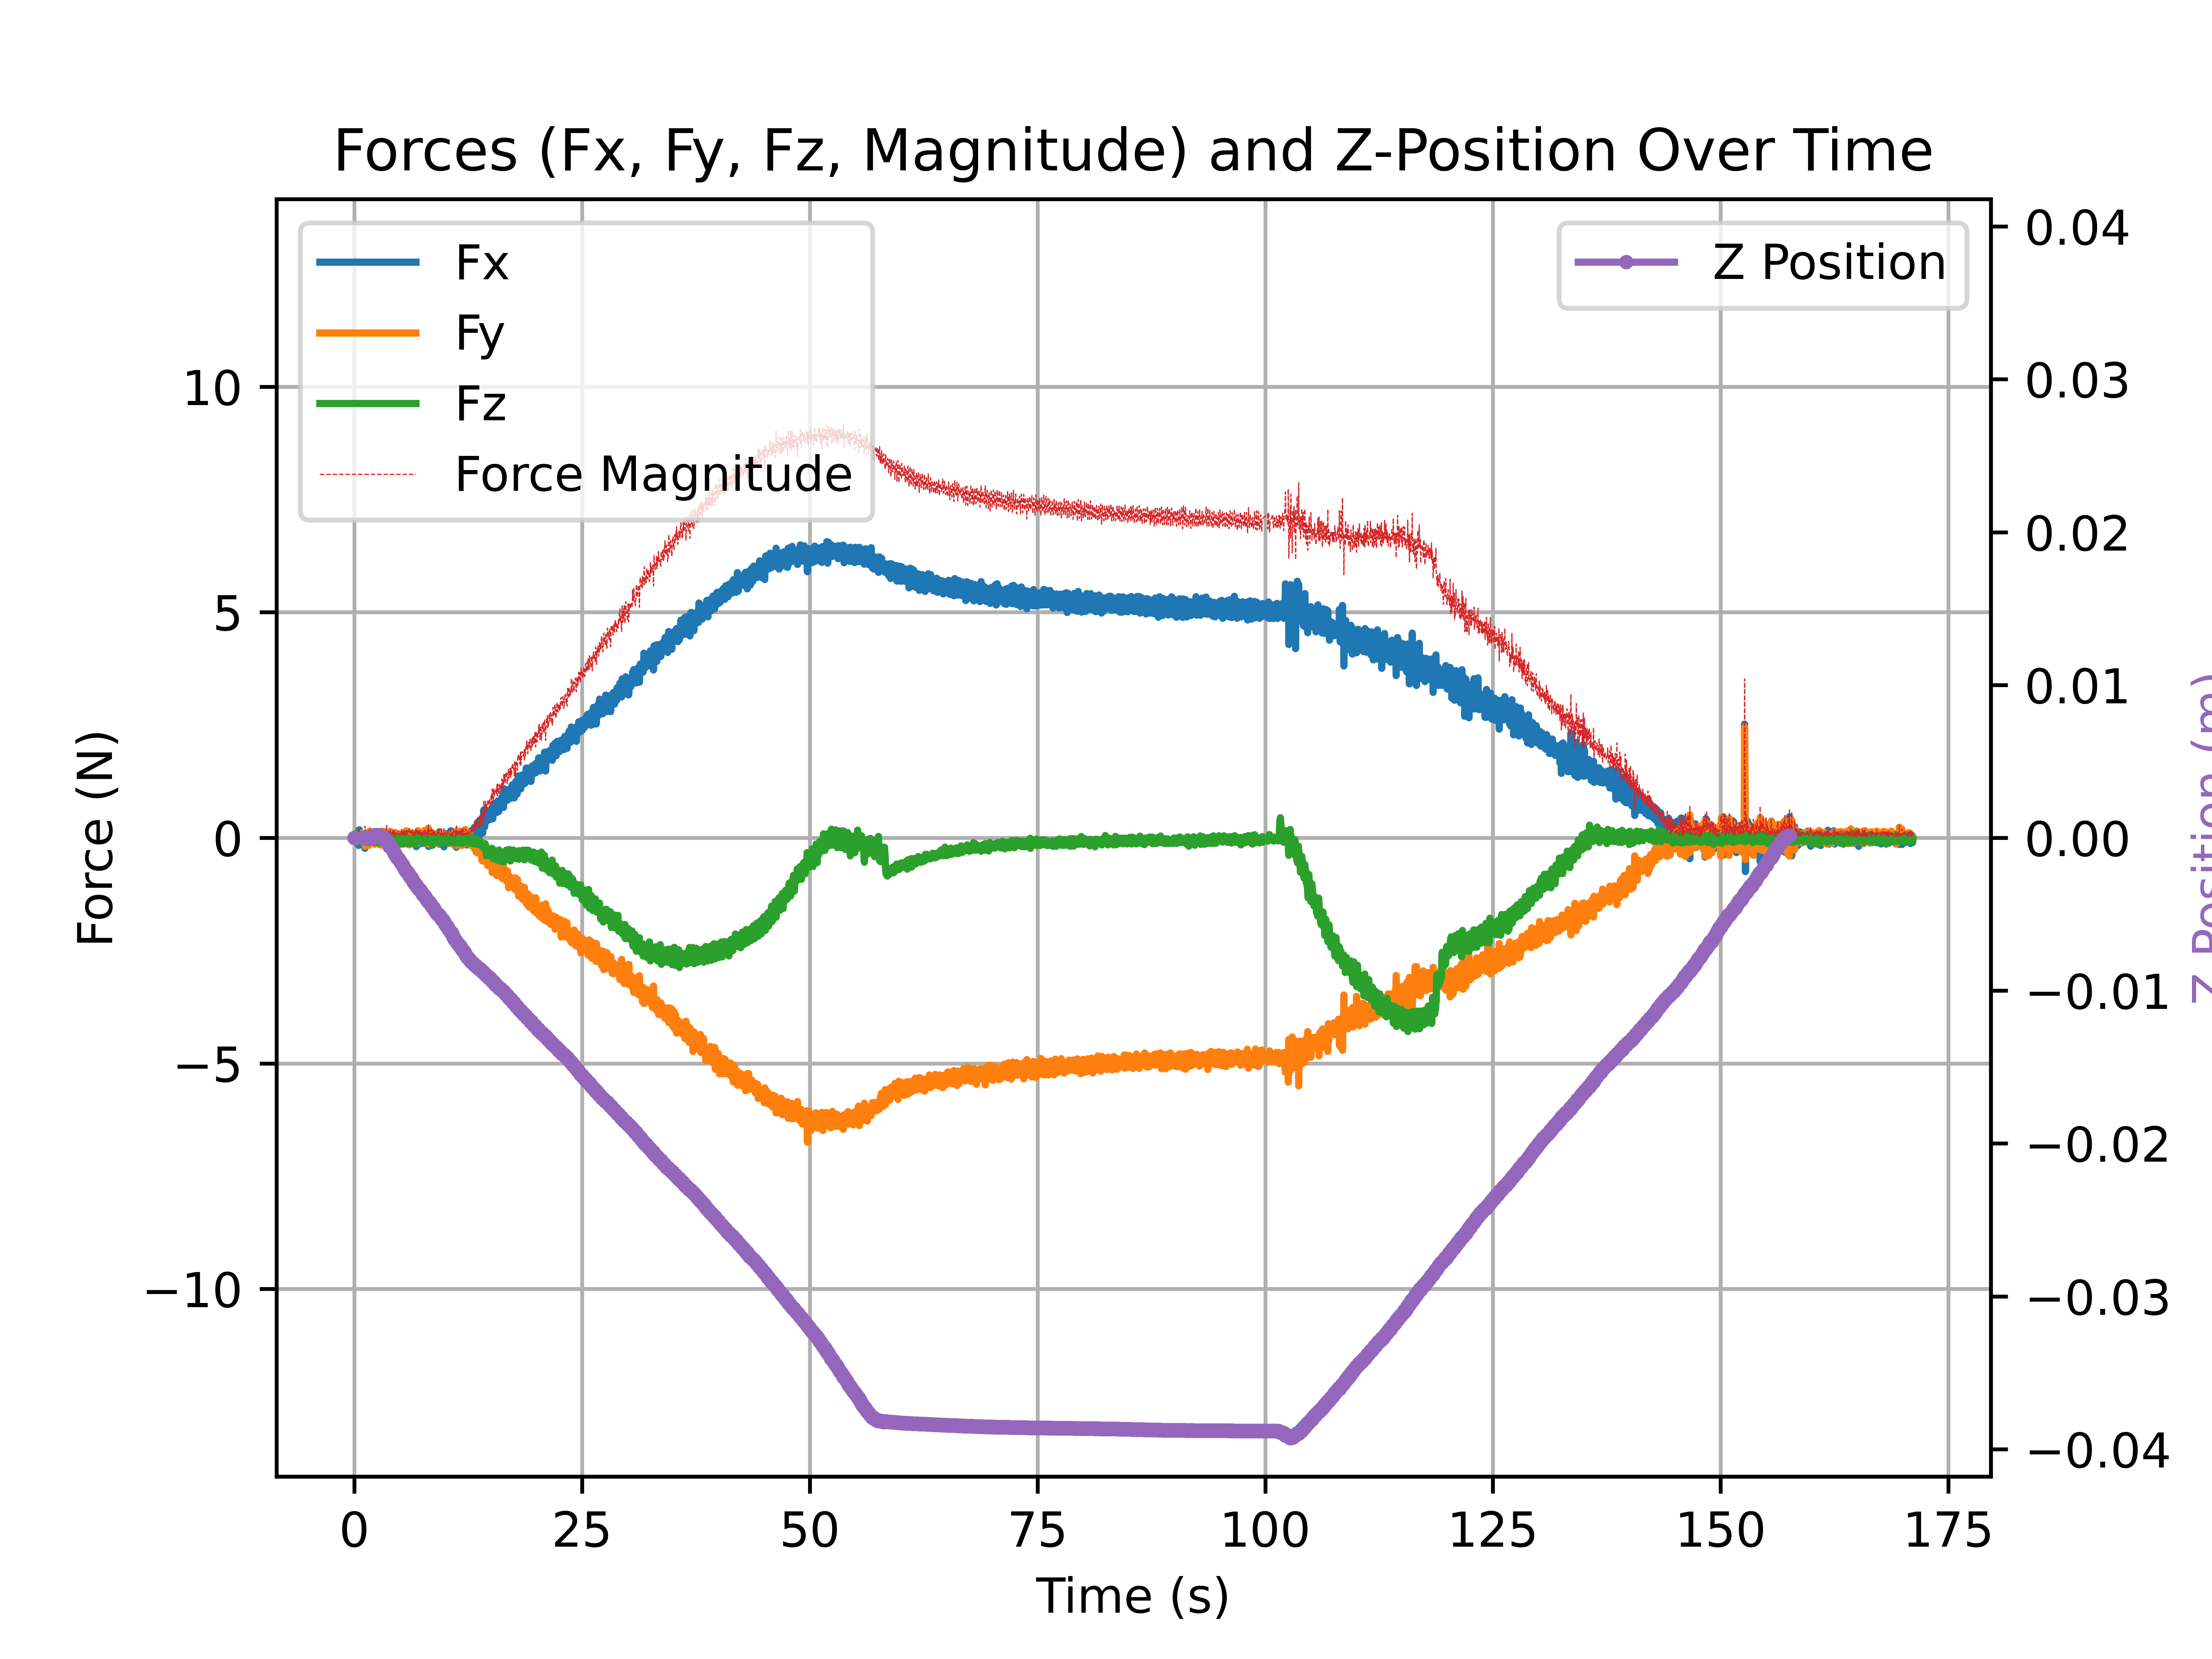 Forces (Fx, Fy, Fz, Magnitude) and Z-Position Over Time
Fx
Fy
Fz
Force Magnitude
Z Position
10
5
0
−5
−10
Force (N)
0.04
0.03
0.02
0.01
0.00
−0.01
−0.02
−0.03
−0.04
Z Position (m)
0 25 50 75 100 125 150 175
Time (s)